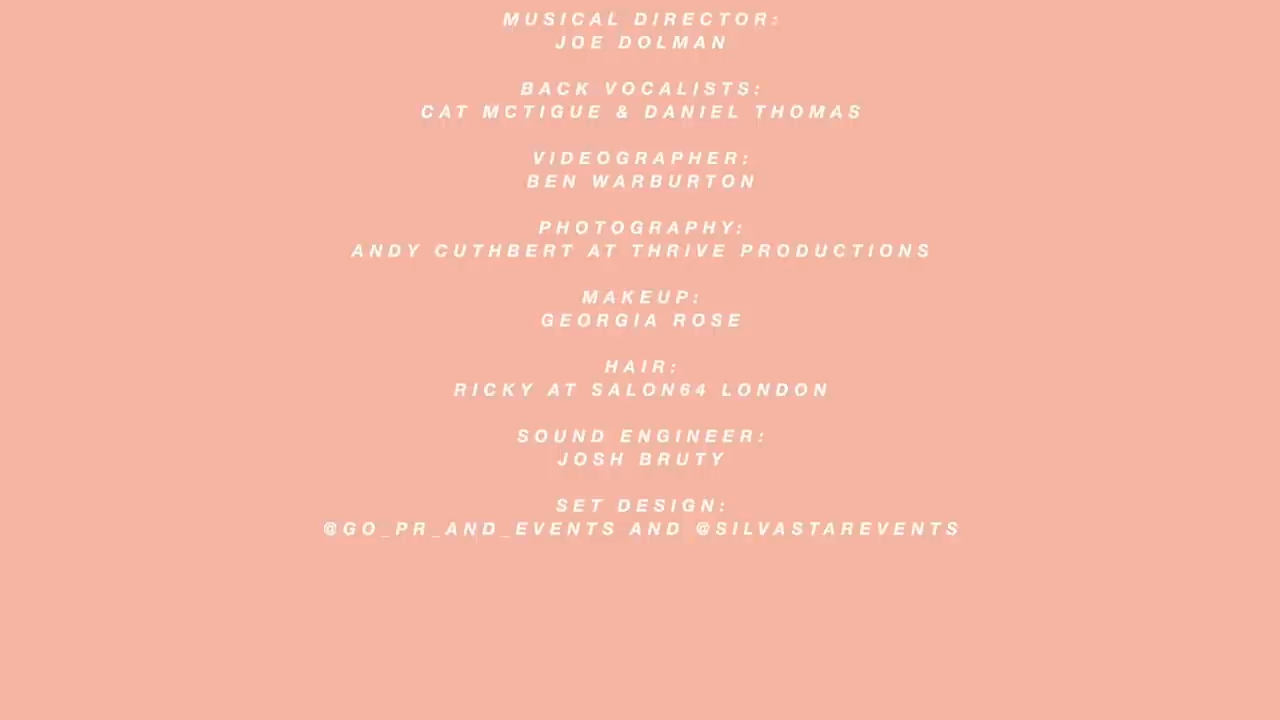 MUSICAL DIRECTOR:
JOE DOLMAN
BACK VOCALISTS:
CAT MCTIGUE & DANIEL THOMAS
VIDEOGRAPHER:
BEN WARBURTON
PHOTOGRAPHY:
ANDY CUTHBERT AT THRIVE PRODUCTIONS
MAKEUP:
GEORGIA ROSE
HAIR:
RICKY AT SALON64 LONDON
SOUND ENGINEER:
JOSH BRUTY
SET DESIGN:
@GO_PR_AND_EVENTS AND @SILVASTAREVENTS